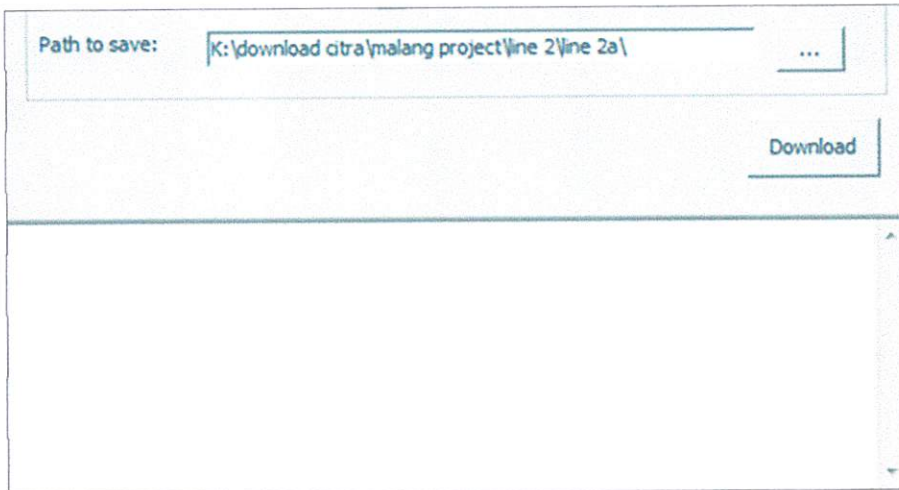 Path to save:
K:\download citra\malang project\line 2\line 2a\
...
Download